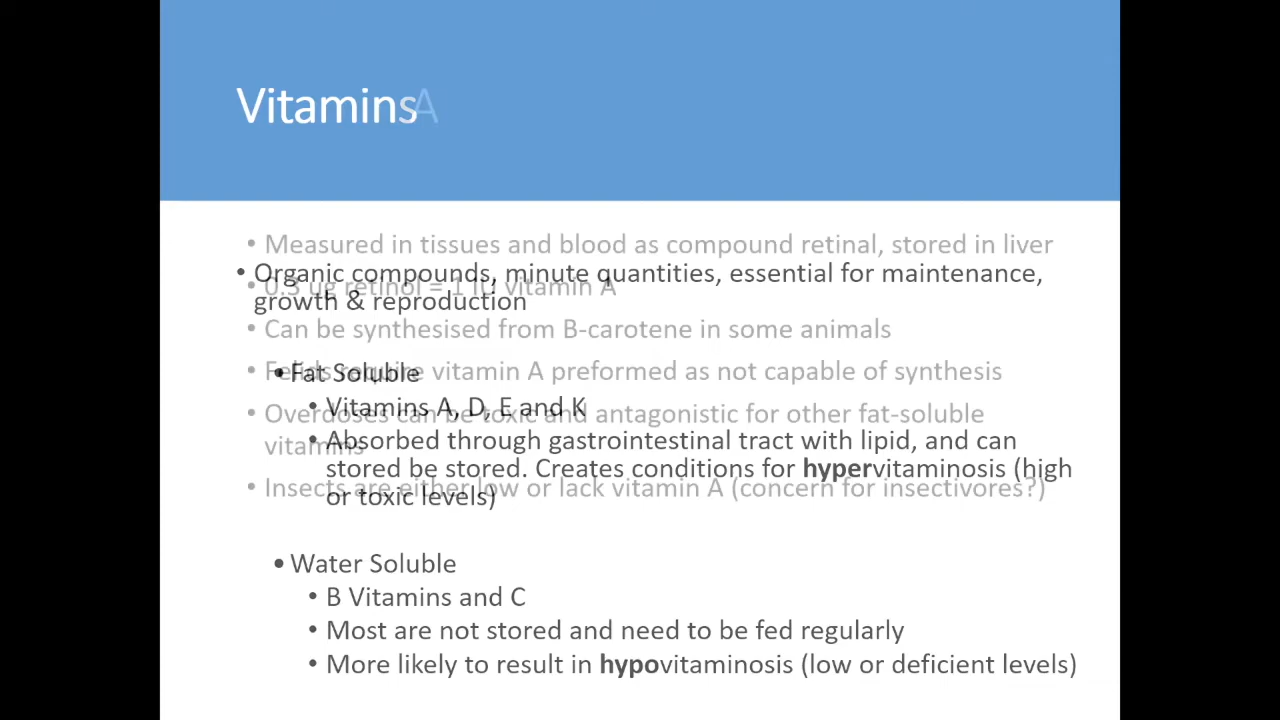 Vitamins
• Organic compounds, minute quantities, essential for maintenance,
growth & reproduction
• Fat Soluble
• Vitamins A, D, E and K
• Absorbed through gastrointestinal tract with lipid, and can
stored be stored. Creates conditions for hypervitaminosis (high
or toxic levels)
• Water Soluble
• B Vitamins and C
• Most are not stored and need to be fed regularly
• More likely to result in hypovitaminosis (low or deficient levels)
A
• Measured in tissues and blood as compound retinal, stored in liver
• 0.3 ug retinol = 1 IU vitamin A
• Can be synthesised from B-carotene in some animals
• Felids require vitamin A preformed as not capable of synthesis
• Overdoses can be toxic and antagonistic for other fat-soluble
vitamins
• Insects are either low or lack vitamin A (concern for insectivores?)